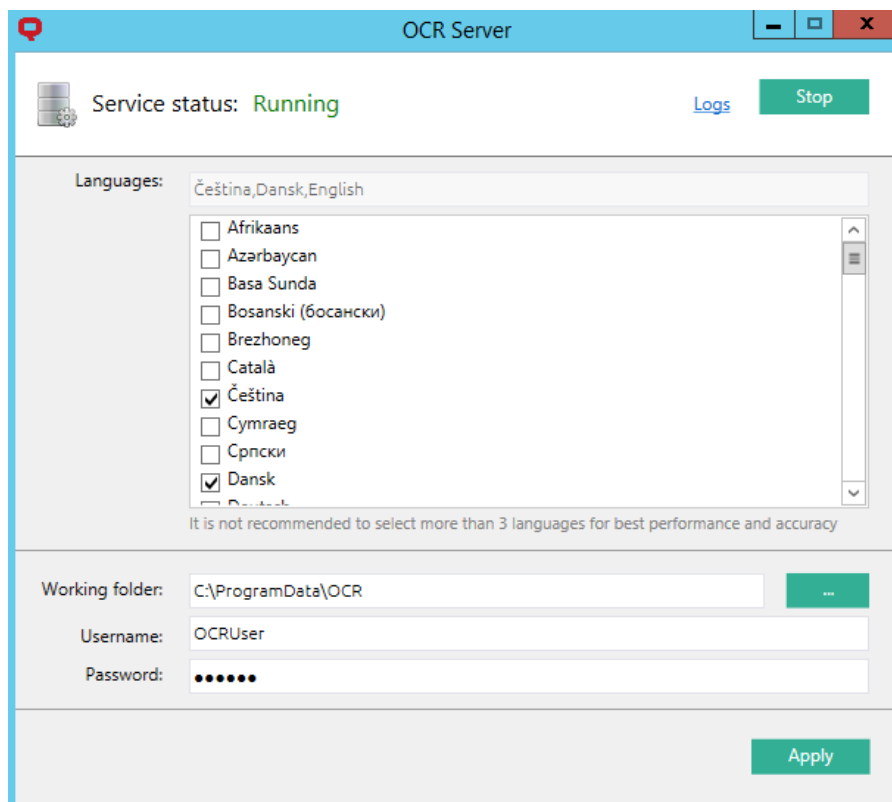 OCR Server
Service status: Running
Logs
Stop
Languages:
Čeština,Dansk,English
Afrikaans
Azərbaycan
Basa Sunda
Bosanski (босански)
Brezhoneg
Català
Čeština
Cymraeg
Српски
Dansk
Deutsch
It is not recommended to select more than 3 languages for best performance and accuracy
Working folder:
C:\ProgramData\OCR
...
Username:
OCRUser
Password:
••••••
Apply